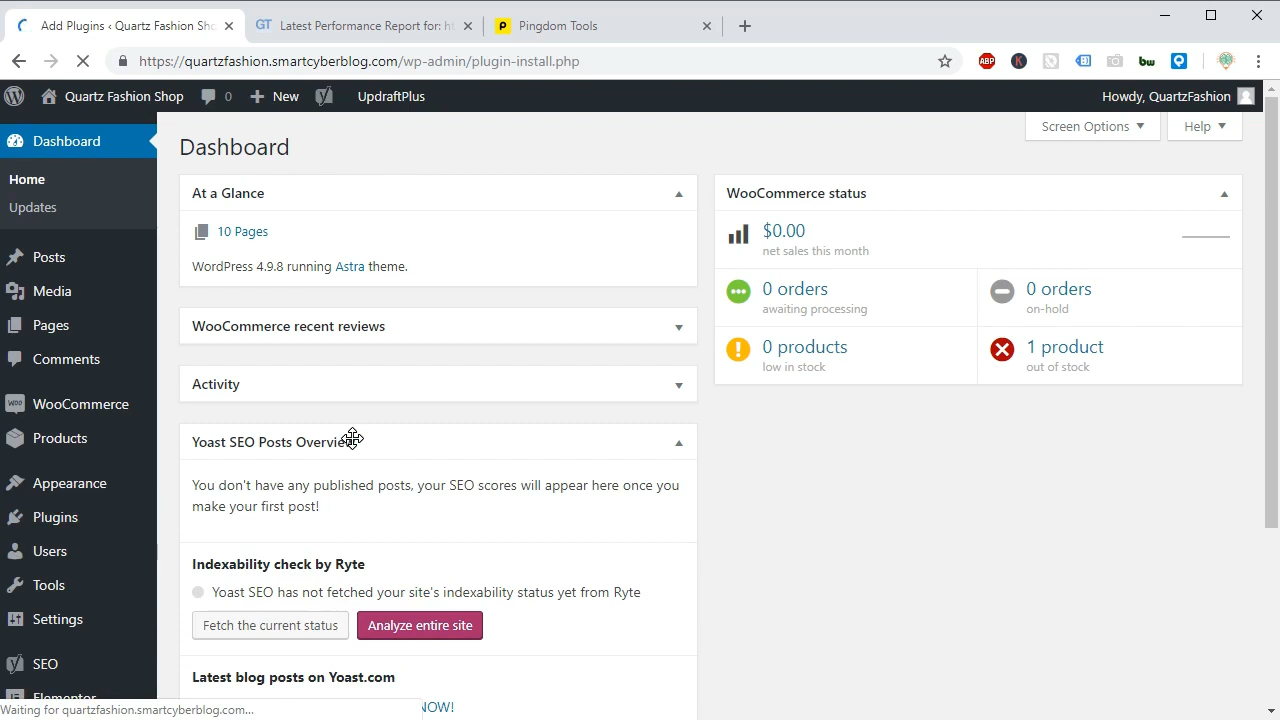 Add Plugins ‹ Quartz Fashion Sho
GT Latest Performance Report for: ht
p Pingdom Tools
https://quartzfashion.smartcyberblog.com/wp-admin/plugin-install.php
ABP
K
bw
Quartz Fashion Shop
0
New
UpdraftPlus
Howdy, QuartzFashion
Dashboard
Home
Updates
Posts
Media
Pages
Comments
WooCommerce
Products
Appearance
Plugins
Users
Tools
Settings
SEO
Elementor
Screen Options
Help
Dashboard
At a Glance
10 Pages
WordPress 4.9.8 running Astra theme.
WooCommerce recent reviews
Activity
Yoast SEO Posts Overview
You don't have any published posts, your SEO scores will appear here once you
make your first post!
Indexability check by Ryte
Yoast SEO has not fetched your site's indexability status yet from Ryte
Fetch the current status
Analyze entire site
Latest blog posts on Yoast.com
NOW!
WooCommerce status
$0.00
net sales this month
0 orders
awaiting processing
0 orders
on-hold
0 products
low in stock
1 product
out of stock
Waiting for quartzfashion.smartcyberblog.com...